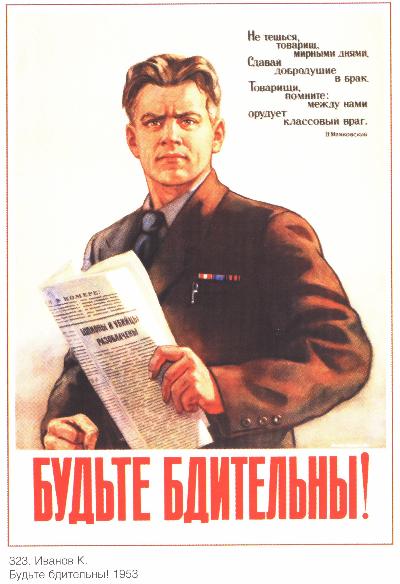 Не тешься,
товарищ,
мирными днями,
Сдавай
добродушие
в брак.
Товарищи,
помните:
между нами
орудует
классовый враг.
В. Маяковский
В НОМЕРЕ:
ШПИОНЫ И УБИЙЦЫ
РАЗОБЛАЧЕНЫ
БУДЬТЕ БДИТЕЛЬНЫ!
323. Иванов К.
Будьте бдительны! 1953